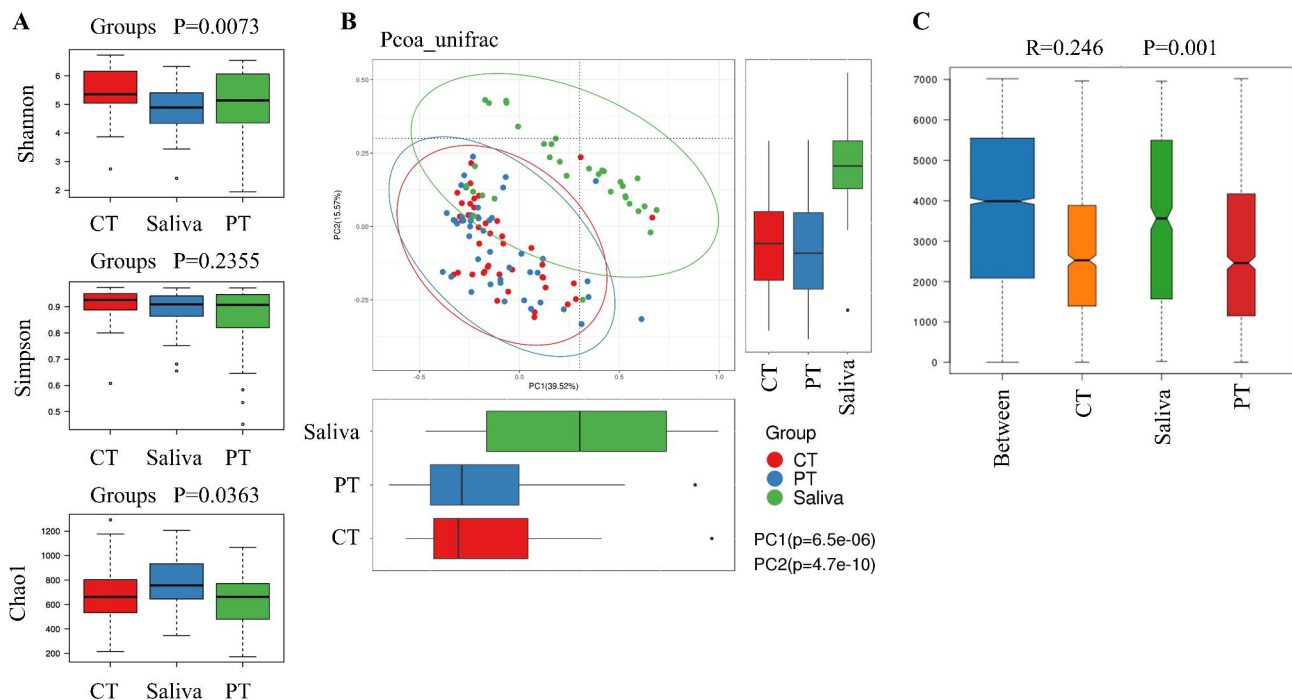 A
Groups P=0.0073
Shannon
6
5
4
3
2
CT Saliva PT
Groups P=0.2355
Simpson
0.9
0.8
0.7
0.6
0.5
CT Saliva PT
Groups P=0.0363
Chao1
1200
1000
800
600
400
200
CT Saliva PT
B
Pcoa_unifrac
PC2(15.57%)
0.50
0.25
0.00
-0.25
-0.5 0.0 0.5 1.0
PC1(39.52%)
CT PT Saliva
Saliva
PT
CT
Group
CT
PT
Saliva
PC1(p=6.5e-06)
PC2(p=4.7e-10)
C
R=0.246 P=0.001
7000
6000
5000
4000
3000
2000
1000
0
Between CT Saliva PT